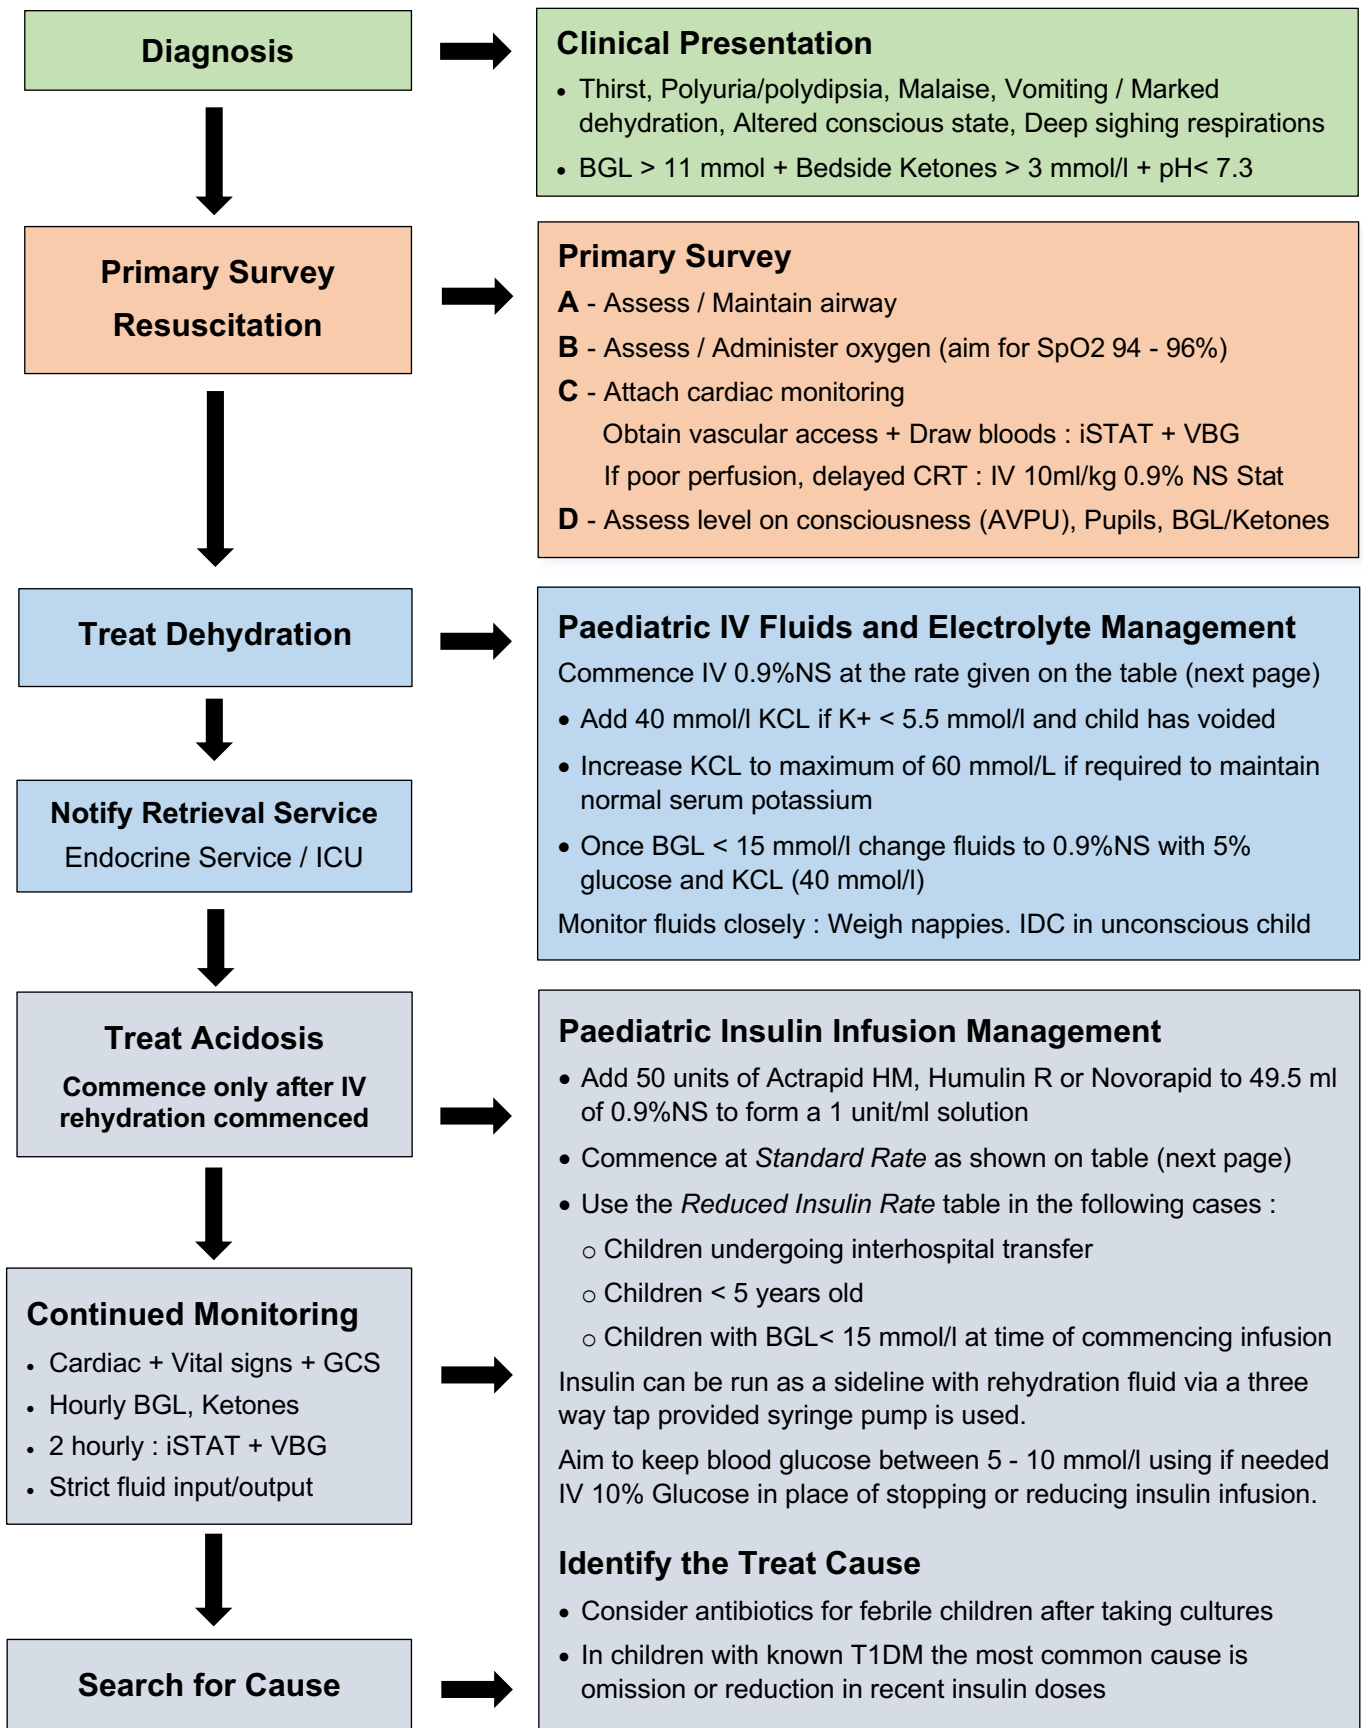 Diagnosis
Clinical Presentation
• Thirst, Polyuria/polydipsia, Malaise, Vomiting / Marked
dehydration, Altered conscious state, Deep sighing respirations
• BGL > 11 mmol + Bedside Ketones > 3 mmol/l + pH< 7.3
Primary Survey
Resuscitation
Primary Survey
A - Assess / Maintain airway
B - Assess / Administer oxygen (aim for SpO2 94 - 96%)
C - Attach cardiac monitoring
Obtain vascular access + Draw bloods : iSTAT + VBG
If poor perfusion, delayed CRT : IV 10ml/kg 0.9% NS Stat
D - Assess level on consciousness (AVPU), Pupils, BGL/Ketones
Treat Dehydration
Paediatric IV Fluids and Electrolyte Management
Commence IV 0.9%NS at the rate given on the table (next page)
• Add 40 mmol/l KCL if K+ < 5.5 mmol/l and child has voided
• Increase KCL to maximum of 60 mmol/L if required to maintain
normal serum potassium
• Once BGL < 15 mmol/l change fluids to 0.9%NS with 5%
glucose and KCL (40 mmol/l)
Monitor fluids closely : Weigh nappies. IDC in unconscious child
Notify Retrieval Service
Endocrine Service / ICU
Treat Acidosis
Commence only after IV
rehydration commenced
Paediatric Insulin Infusion Management
• Add 50 units of Actrapid HM, Humulin R or Novorapid to 49.5 ml
of 0.9%NS to form a 1 unit/ml solution
• Commence at Standard Rate as shown on table (next page)
• Use the Reduced Insulin Rate table in the following cases :
o Children undergoing interhospital transfer
o Children < 5 years old
o Children with BGL< 15 mmol/l at time of commencing infusion
Insulin can be run as a sideline with rehydration fluid via a three
way tap provided syringe pump is used.
Aim to keep blood glucose between 5 - 10 mmol/l using if needed
IV 10% Glucose in place of stopping or reducing insulin infusion.
Continued Monitoring
• Cardiac + Vital signs + GCS
• Hourly BGL, Ketones
• 2 hourly : iSTAT + VBG
• Strict fluid input/output
Identify the Treat Cause
• Consider antibiotics for febrile children after taking cultures
• In children with known T1DM the most common cause is
omission or reduction in recent insulin doses
Search for Cause